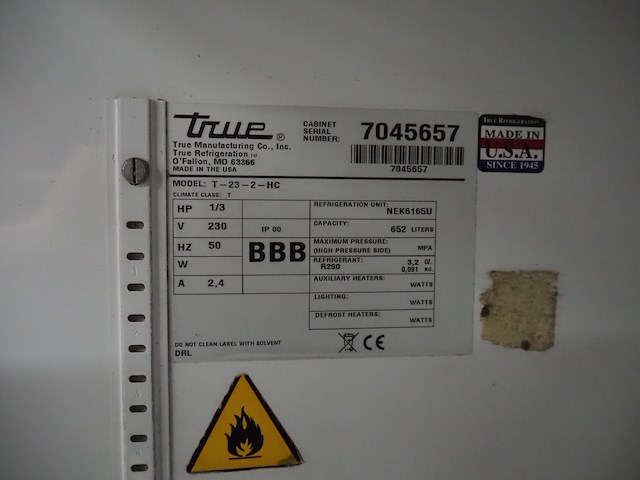 true ®
CABINET SERIAL NUMBER: 7045657
7045657
True Manufacturing Co., Inc.
True Refrigeration TM
O'Fallon, MO 63366
MADE IN THE USA
MODEL: T-23-2-HC
CLIMATE CLASS: T
HP 1/3
V 230
HZ 50
W
A 2,4
IP 00
BBB
REFRIGERATION UNIT: NEK6165U
CAPACITY: 652 LITERS
MAXIMUM PRESSURE: (HIGH PRESSURE SIDE) MPA
REFRIGERANT: R290 3,2 OZ. 0,091 KG.
AUXILIARY HEATERS: WATTS
LIGHTING: WATTS
DEFROST HEATERS: WATTS
DO NOT CLEAN LABEL WITH SOLVENT
DRL
CE
TRUE REFRIGERATION
MADE IN
U.S.A.
SINCE 1945